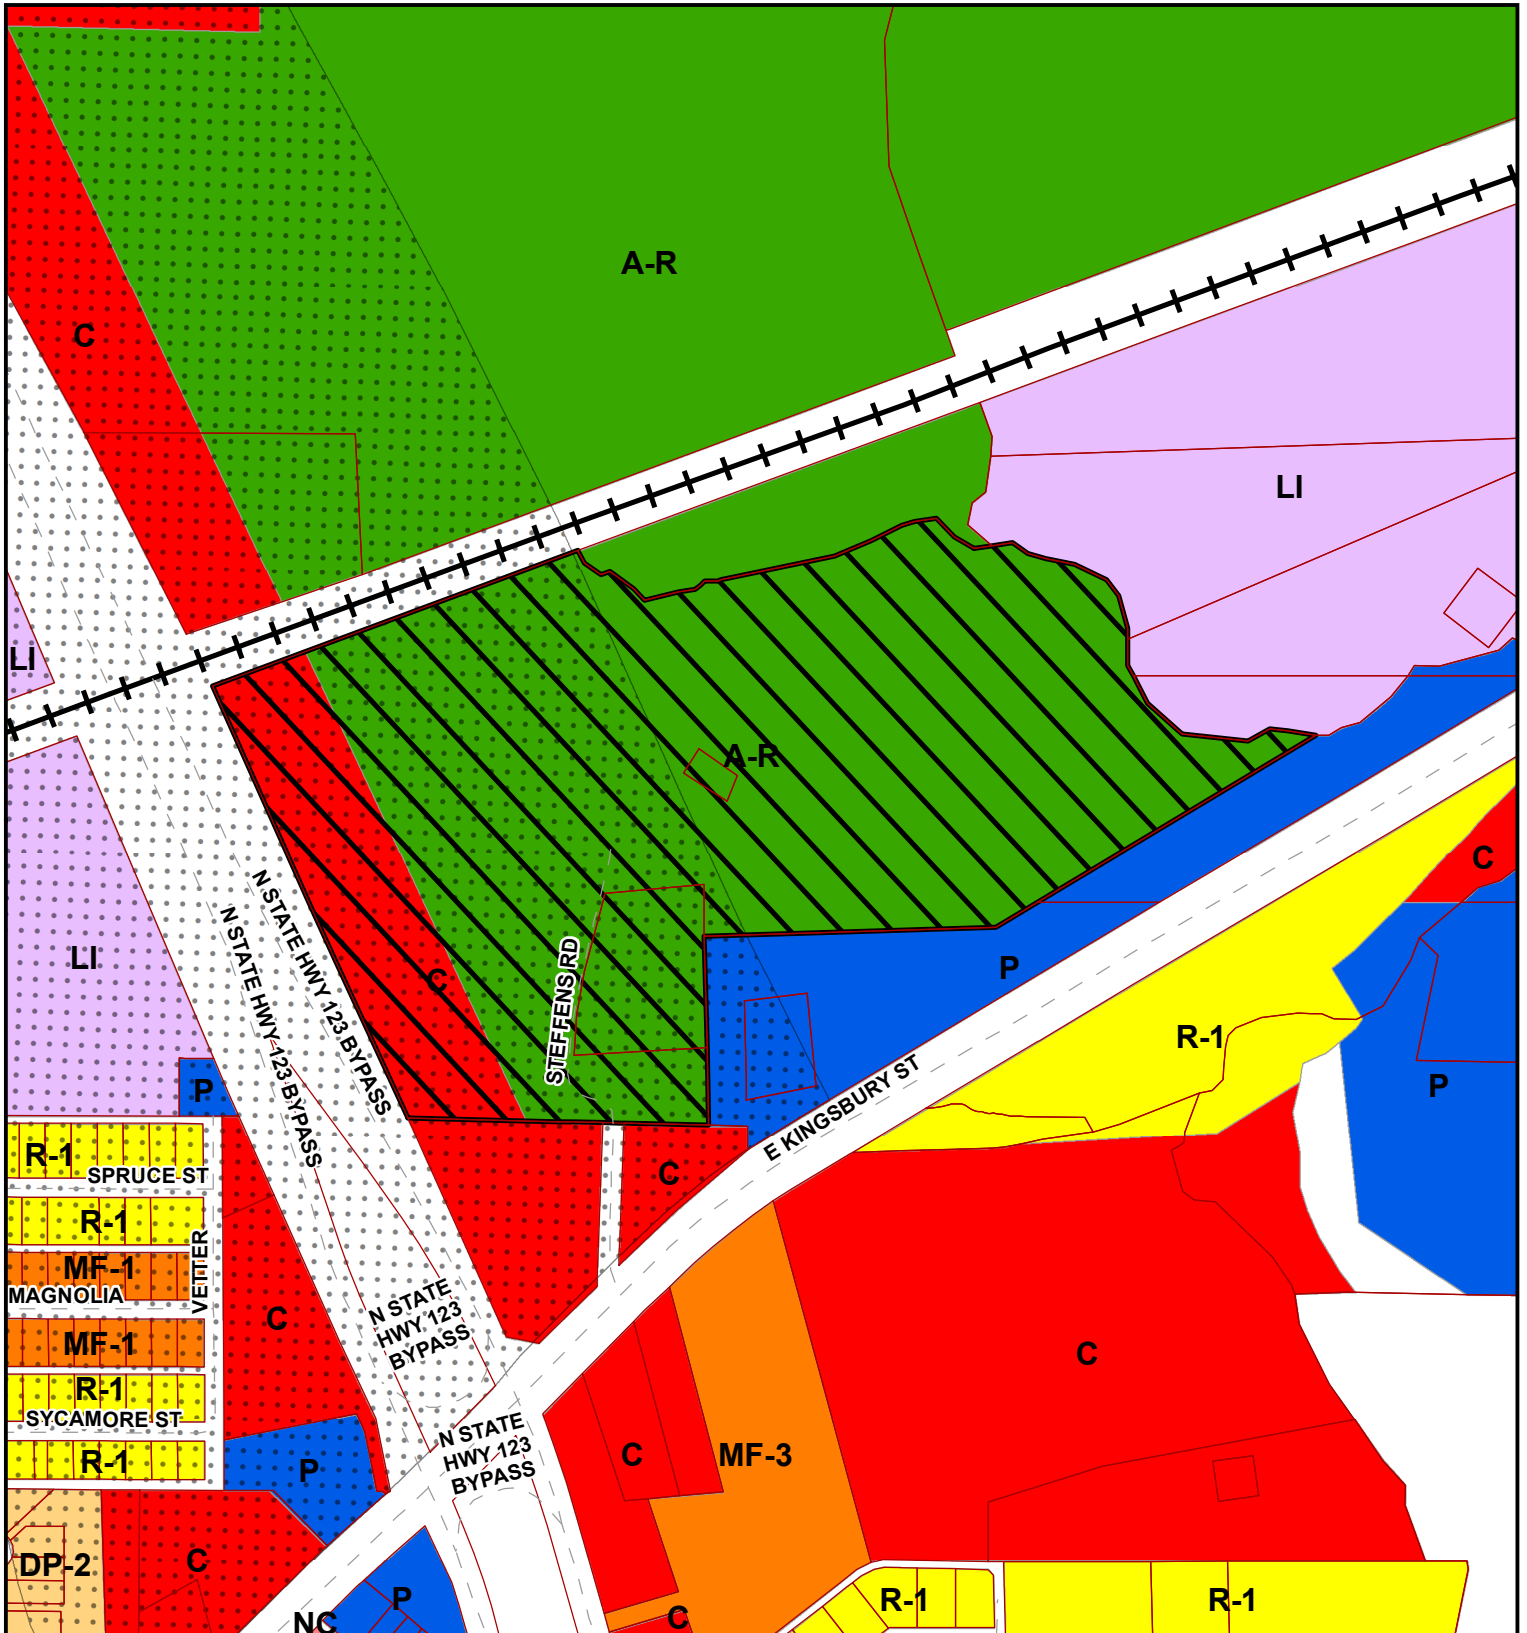 A-R
C
LI
LI
A-R
C
N STATE HWY 123 BYPASS
N STATE HWY 123 BYPASS
LI
C
P
STEFFENS RD
R-1
E KINGSBURY ST
P
P
R-1
SPRUCE ST
C
R-1
VETTER
MF-1
MAGNOLIA
C
N STATE
HWY 123
BYPASS
MF-1
C
R-1
SYCAMORE ST
N STATE
HWY 123
BYPASS
C
MF-3
R-1
P
DP-2
C
P
R-1
R-1
NC
C